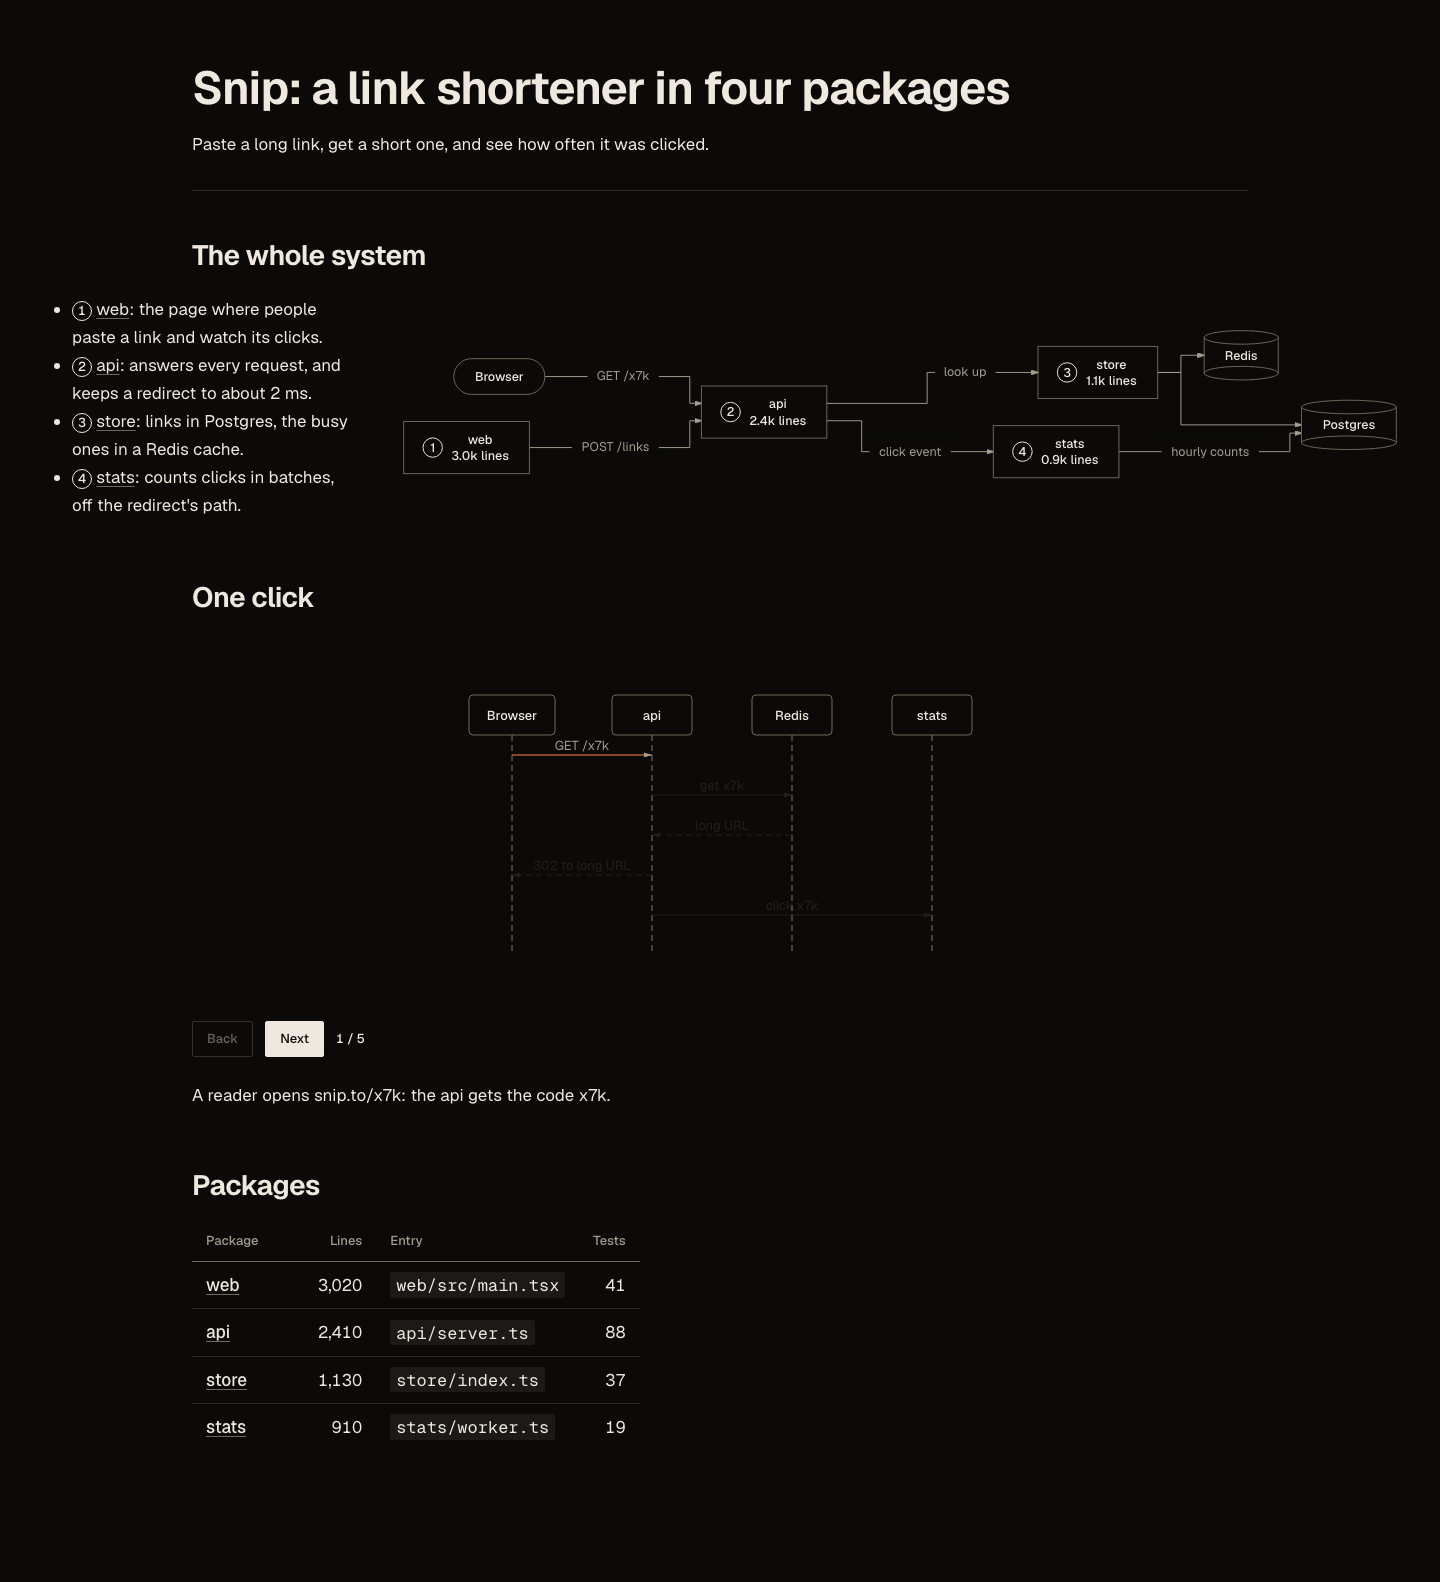 Snip: a link shortener in four packages
Paste a long link, get a short one, and see how often it was clicked.
The whole system
1 web: the page where people
paste a link and watch its clicks.
2 api: answers every request, and
keeps a redirect to about 2 ms.
3 store: links in Postgres, the busy
ones in a Redis cache.
4 stats: counts clicks in batches,
off the redirect's path.
Browser
GET /x7k
1
web
3.0k lines
POST /links
2
api
2.4k lines
look up
click event
3
store
1.1k lines
4
stats
0.9k lines
hourly counts
Redis
Postgres
One click
Browser
api
Redis
stats
GET /x7k
get x7k
long URL
302 to long URL
click x7k
Back
Next
1 / 5
A reader opens snip.to/x7k: the api gets the code x7k.
Packages
Package Lines Entry Tests
web 3,020 web/src/main.tsx 41
api 2,410 api/server.ts 88
store 1,130 store/index.ts 37
stats 910 stats/worker.ts 19